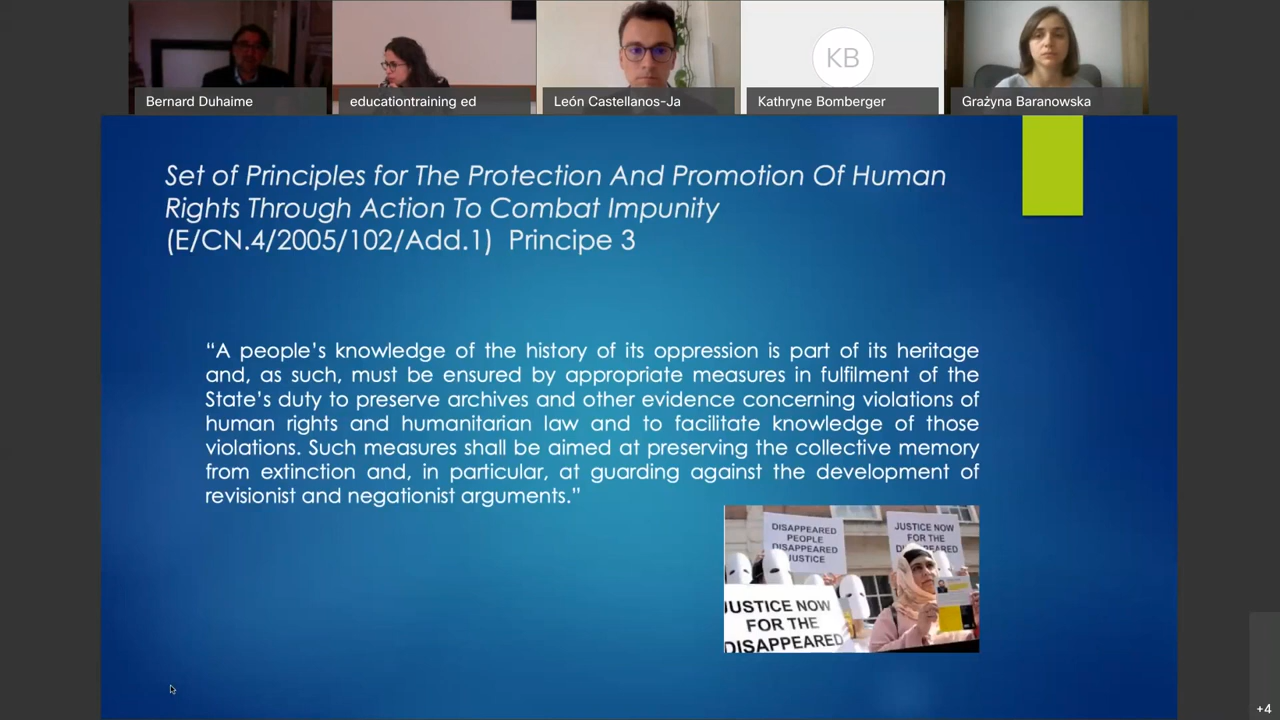 Bernard Duhaime
educationtraining ed
León Castellanos-Ja
KB
Kathryne Bomberger
Grażyna Baranowska
Set of Principles for The Protection And Promotion Of Human
Rights Through Action To Combat Impunity
(E/CN.4/2005/102/Add.1) Principe 3
“A people’s knowledge of the history of its oppression is part of its heritage
and, as such, must be ensured by appropriate measures in fulfilment of the
State’s duty to preserve archives and other evidence concerning violations of
human rights and humanitarian law and to facilitate knowledge of those
violations. Such measures shall be aimed at preserving the collective memory
from extinction and, in particular, at guarding against the development of
revisionist and negationist arguments.”
DISAPPEARED
PEOPLE
DISAPPEARED
JUSTICE
JUSTICE NOW
FOR THE
JUSTICE NOW
FOR THE
DISAPPEARED
+4